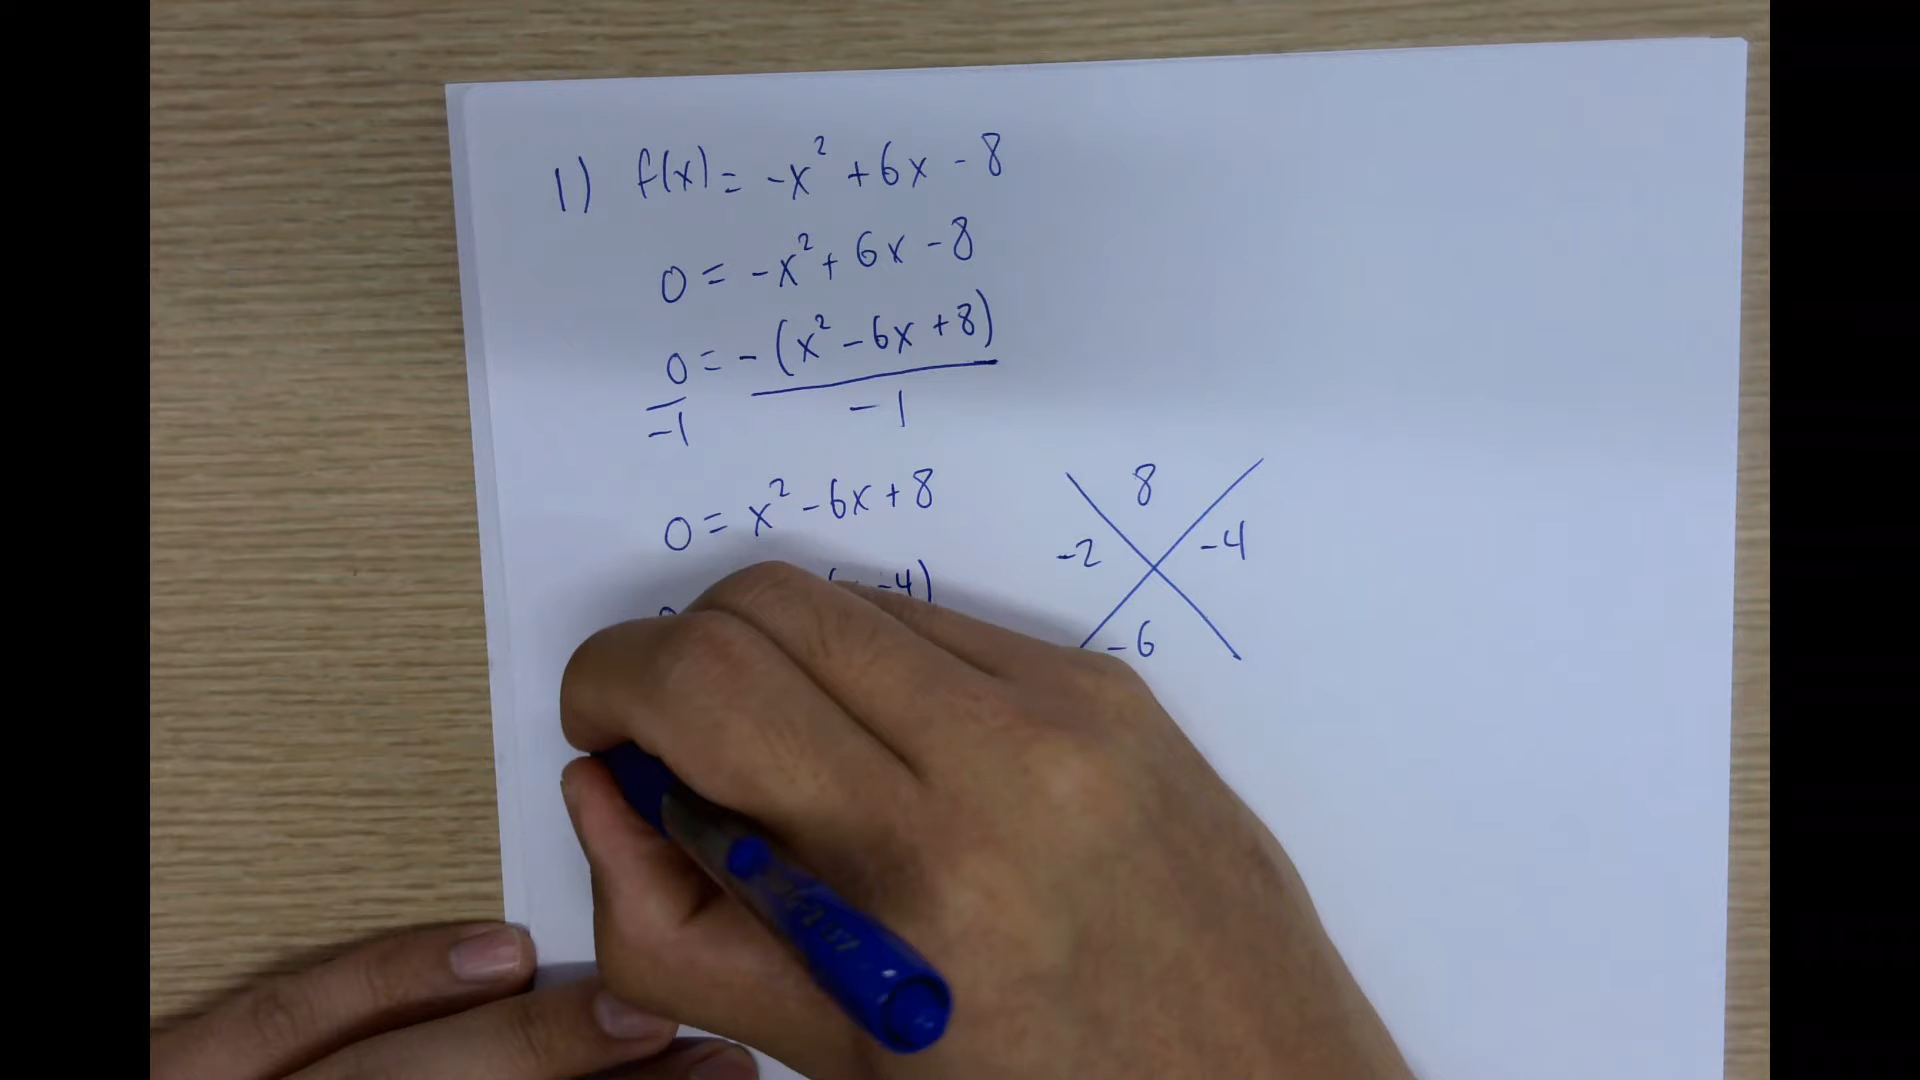 1) f(x) = -x² + 6x - 8
0 = -x² + 6x - 8
0 = -(x² - 6x + 8)
-1 -1
0 = x² - 6x + 8
8
-2 -4
-6
-4)